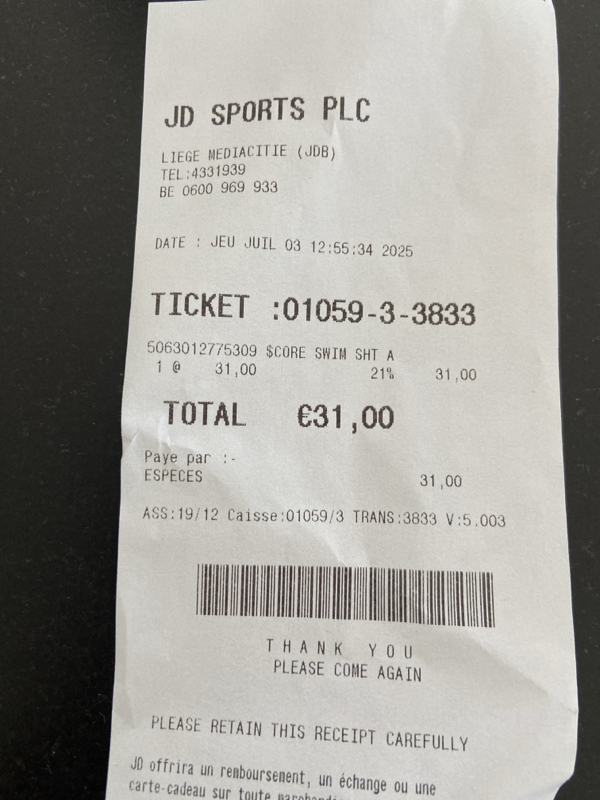 JD SPORTS PLC
LIEGE MEDIACITIE (JDB)
TEL:4331939
BE 0600 969 933
DATE : JEU JUIL 03 12:55:34 2025
TICKET :01059-3-3833
5063012775309 $CORE SWIM SHT A
1 @ 31,00 21% 31,00
TOTAL €31,00
Paye par :-
ESPECES 31,00
ASS:19/12 Caisse:01059/3 TRANS:3833 V:5.003
THANK YOU
PLEASE COME AGAIN
PLEASE RETAIN THIS RECEIPT CAREFULLY
JD offrira un remboursement, un échange ou une
carte-cadeau sur toute